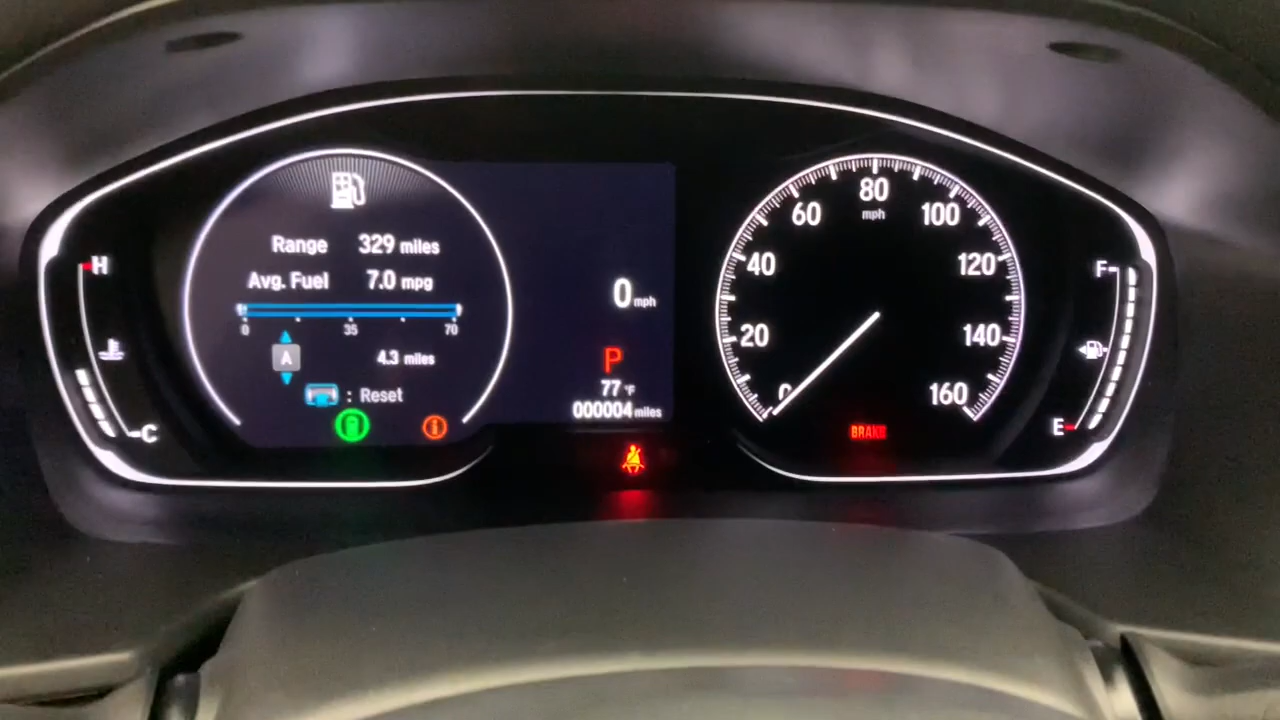 Range 329 miles
Avg. Fuel 7.0 mpg
0 35 70
A 4.3 miles
: Reset
H
C
0 mph
P
77 °F
000004 miles
0
20
40
60
80
mph
100
120
140
160
BRAKE
F
E